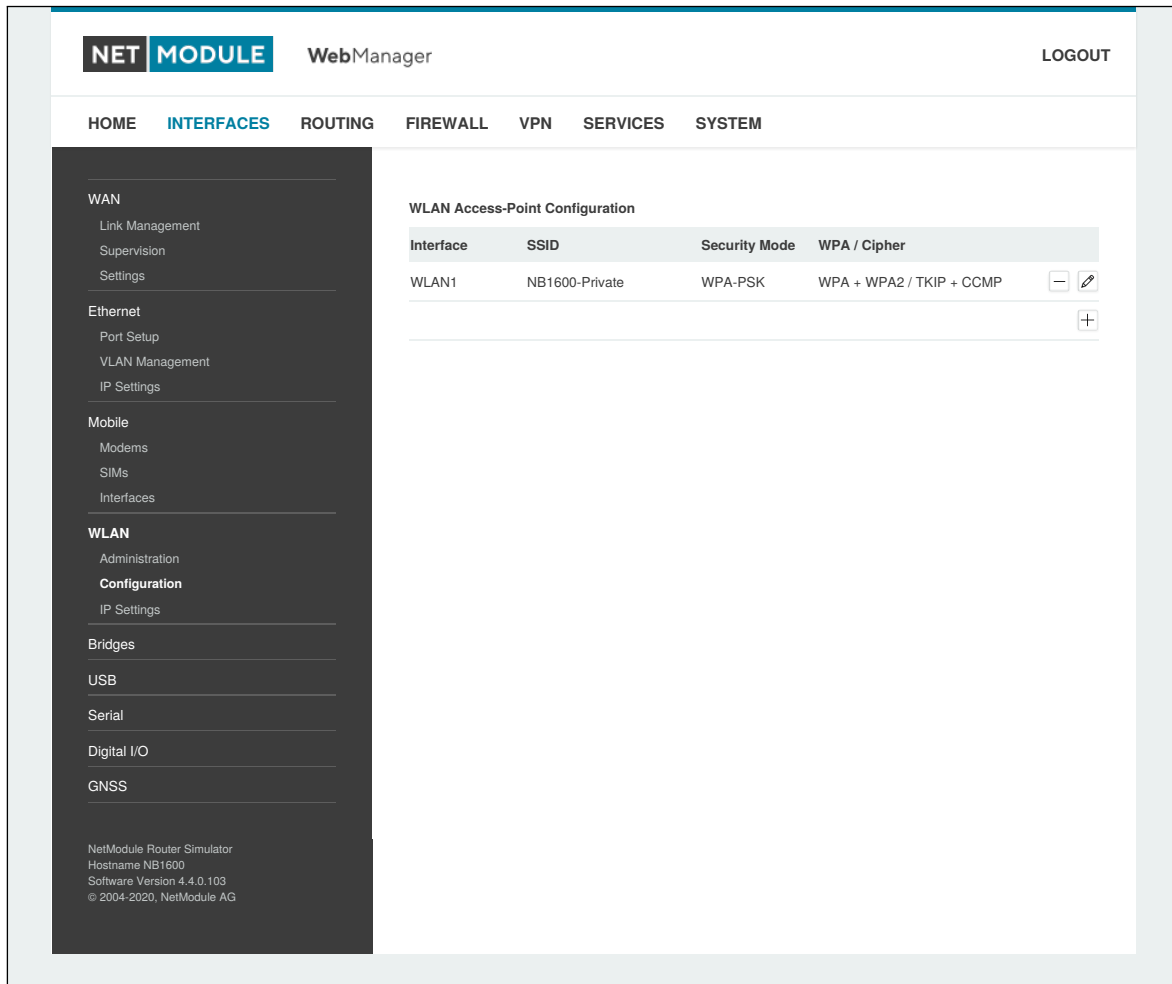 NET MODULE WebManager LOGOUT
HOME INTERFACES ROUTING FIREWALL VPN SERVICES SYSTEM
WAN
Link Management
Supervision
Settings
Ethernet
Port Setup
VLAN Management
IP Settings
Mobile
Modems
SIMs
Interfaces
WLAN
Administration
Configuration
IP Settings
Bridges
USB
Serial
Digital I/O
GNSS
NetModule Router Simulator
Hostname NB1600
Software Version 4.4.0.103
© 2004-2020, NetModule AG
WLAN Access-Point Configuration
Interface SSID Security Mode WPA / Cipher
WLAN1 NB1600-Private WPA-PSK WPA + WPA2 / TKIP + CCMP